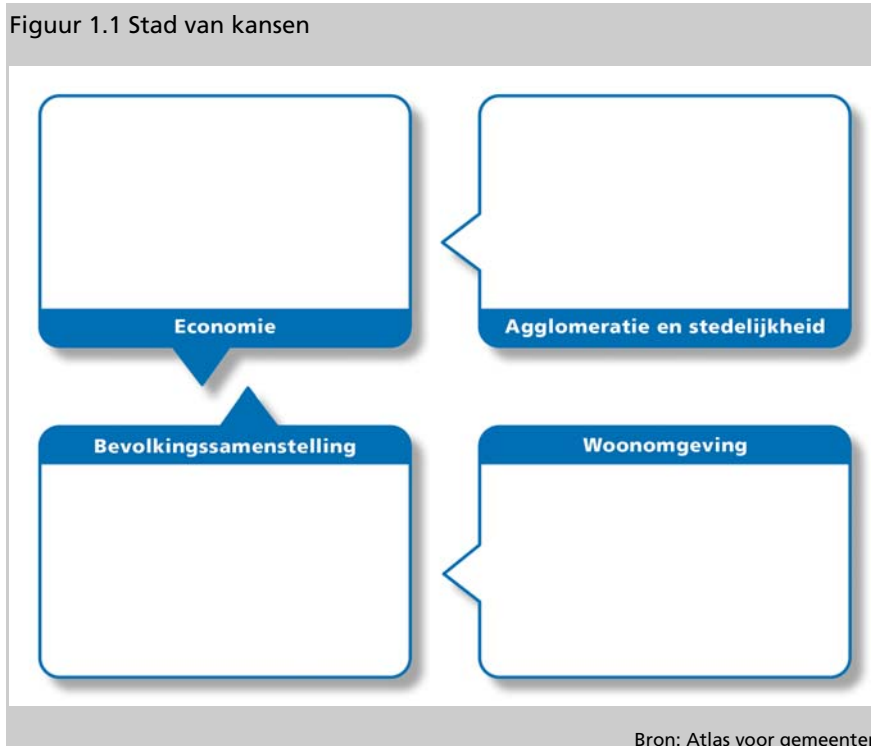 Figuur 1.1 Stad van kansen
Economie
Agglomeratie en stedelijkheid
Bevolkingssamenstelling
Woonomgeving
Bron: Atlas voor gemeenten